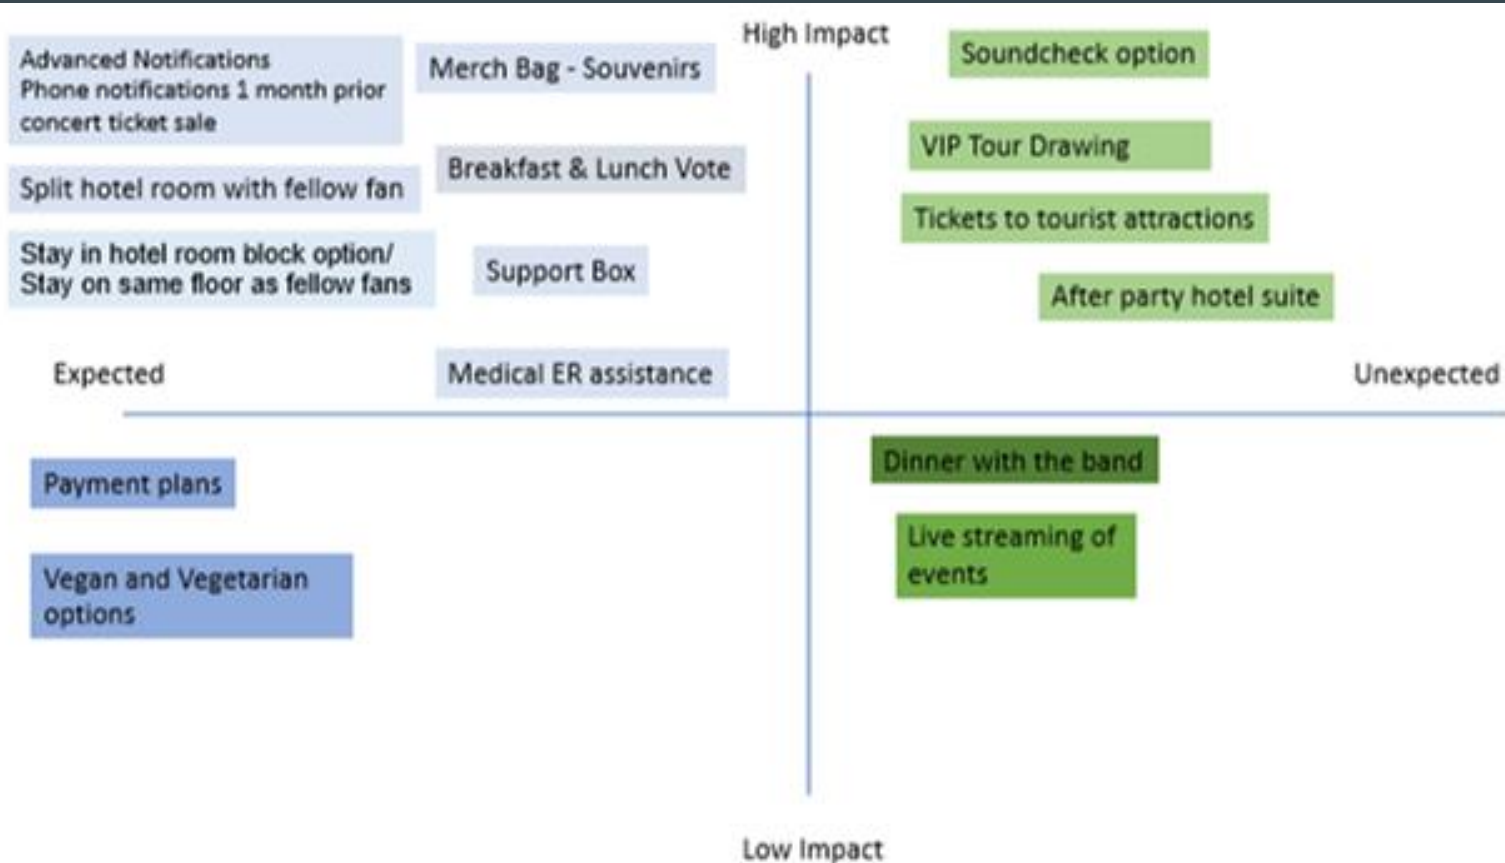 High Impact
Advanced Notifications
Phone notifications 1 month prior
concert ticket sale
Merch Bag - Souvenirs
Soundcheck option
Breakfast & Lunch Vote
VIP Tour Drawing
Split hotel room with fellow fan
Tickets to tourist attractions
Stay in hotel room block option/
Stay on same floor as fellow fans
Support Box
After party hotel suite
Expected
Medical ER assistance
Unexpected
Payment plans
Dinner with the band
Vegan and Vegetarian
options
Live streaming of
events
Low Impact